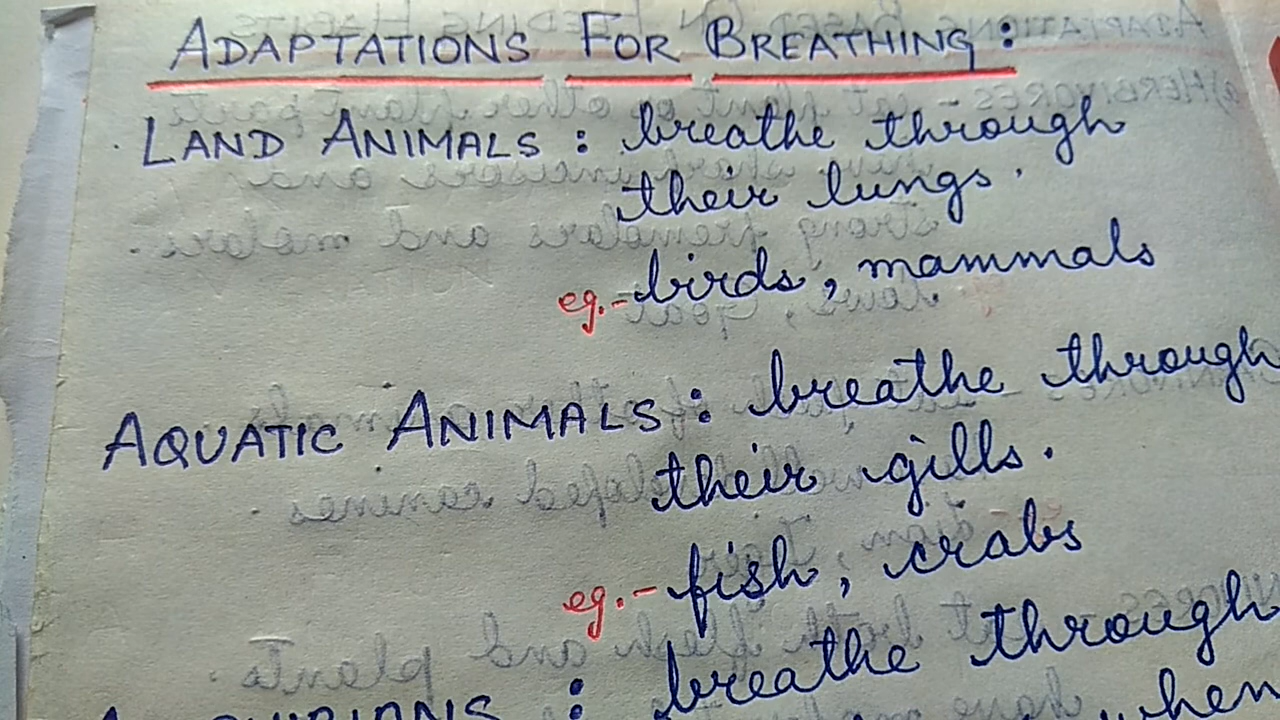 ADAPTATIONS FOR BREATHING:
LAND ANIMALS : breathe through
their lungs.
eg.- birds, mammals
AQUATIC ANIMALS : breathe through
their gills.
eg.- fish, crabs
: breathe through
when